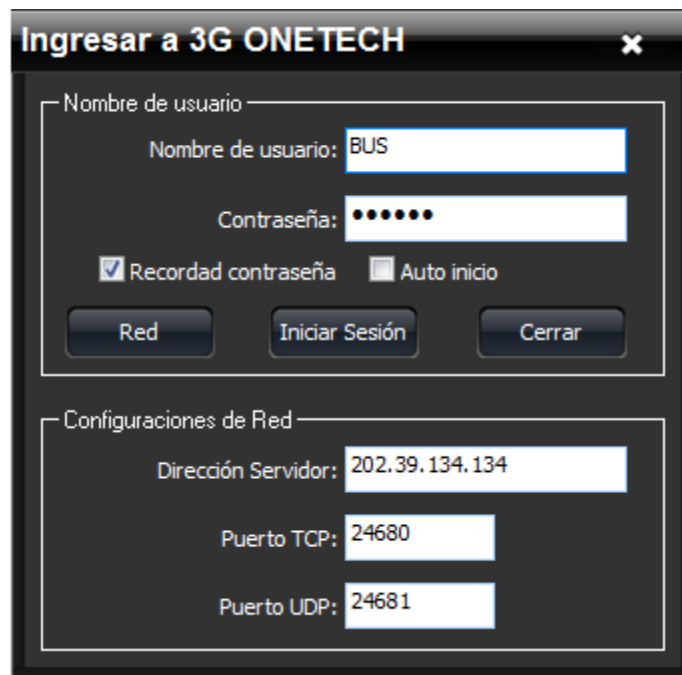 Ingresar a 3G ONETECH
Nombre de usuario
Nombre de usuario: BUS
Contraseña: ●●●●●●
Recordad contraseña Auto inicio
Red Iniciar Sesión Cerrar
Configuraciones de Red
Dirección Servidor: 202.39.134.134
Puerto TCP: 24680
Puerto UDP: 24681